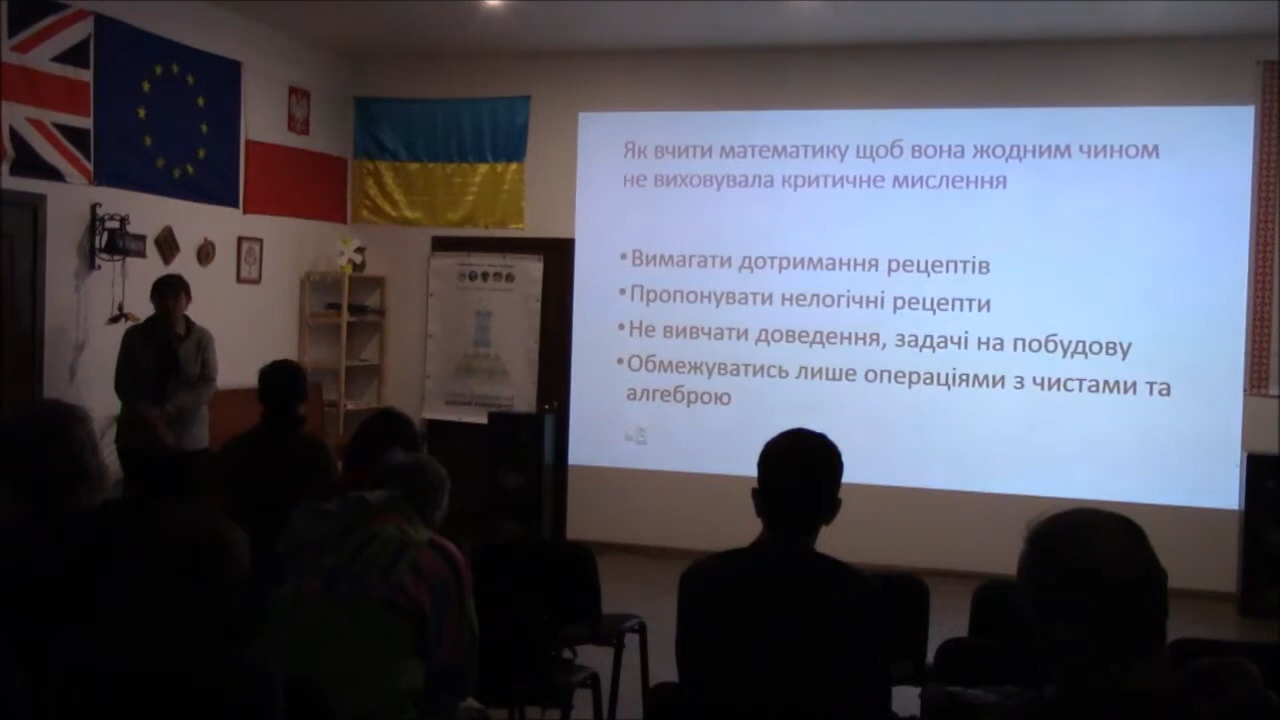 Як вчити математику щоб вона жодним чином
не виховувала критичне мислення
•Вимагати дотримання рецептів
•Пропонувати нелогічні рецепти
•Не вивчати доведення, задачі на побудову
•Обмежуватись лише операціями з чистами та
алгеброю